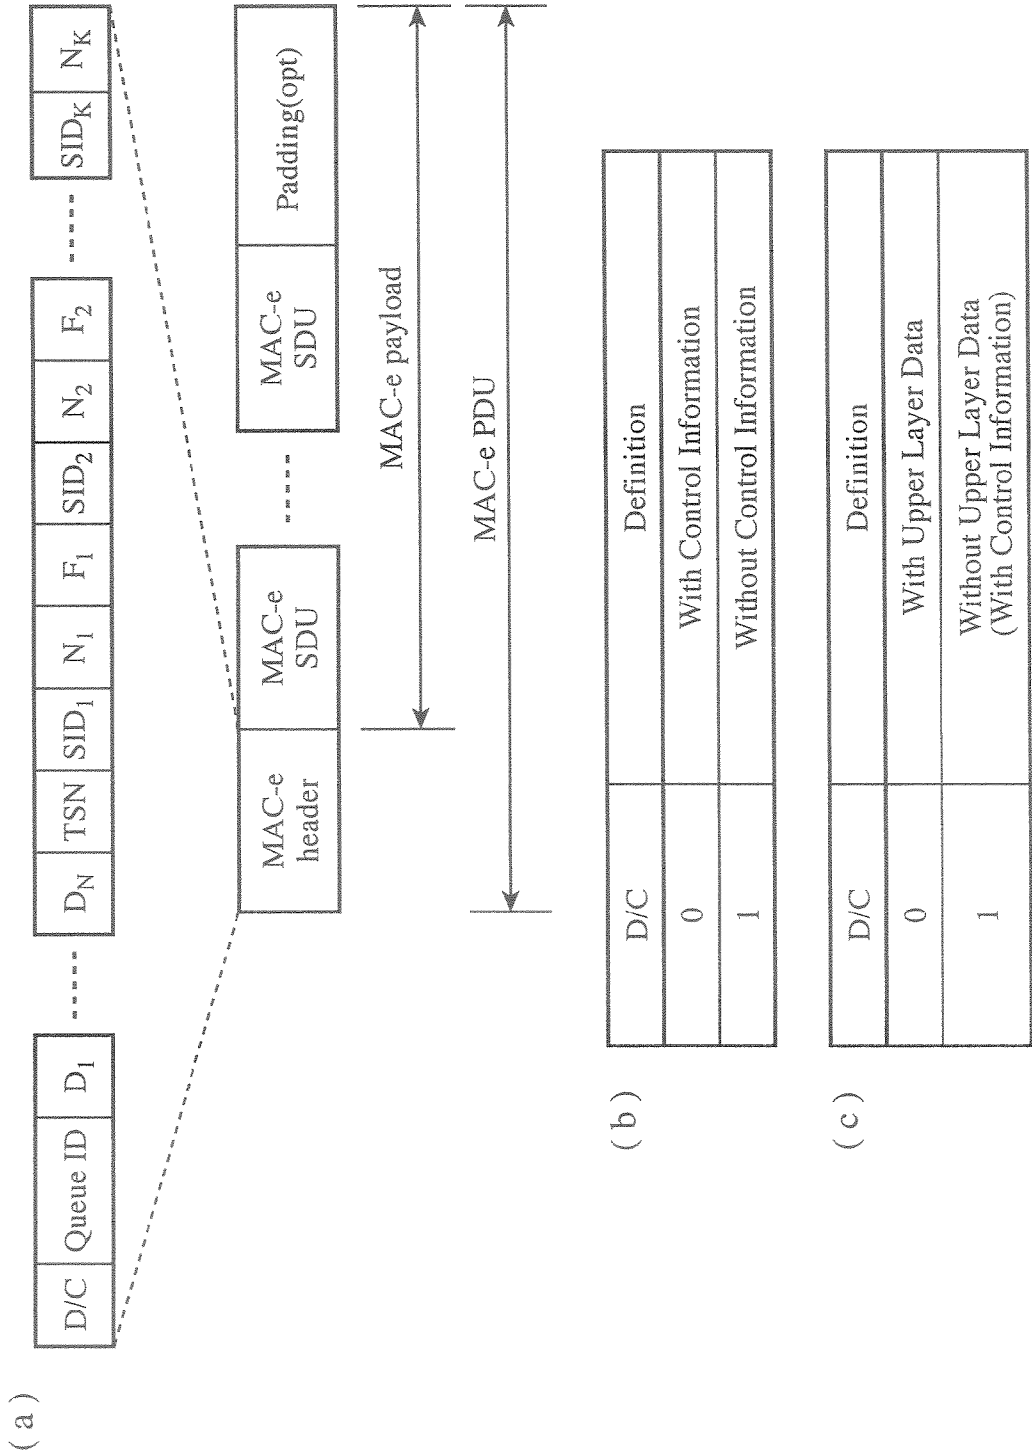 (a)
D/C Queue ID D1 DN TSN SID1 N1 F1 SID2 N2 F2 SIDK NK
MAC-e
header
MAC-e
SDU
MAC-e
SDU
Padding(opt)
MAC-e payload
MAC-e PDU
(b)
D/C Definition
0 With Control Information
1 Without Control Information
(c)
D/C Definition
0 With Upper Layer Data
1 Without Upper Layer Data
(With Control Information)